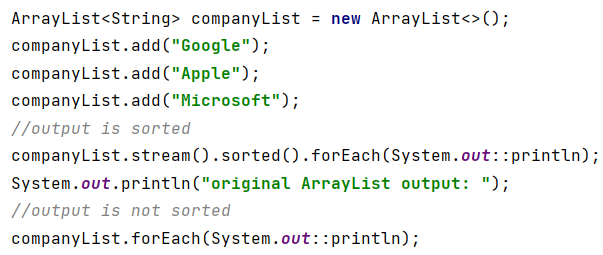 ArrayList<String> companyList = new ArrayList<>();
companyList.add("Google");
companyList.add("Apple");
companyList.add("Microsoft");
//output is sorted
companyList.stream().sorted().forEach(System.out::println);
System.out.println("original ArrayList output: ");
//output is not sorted
companyList.forEach(System.out::println);